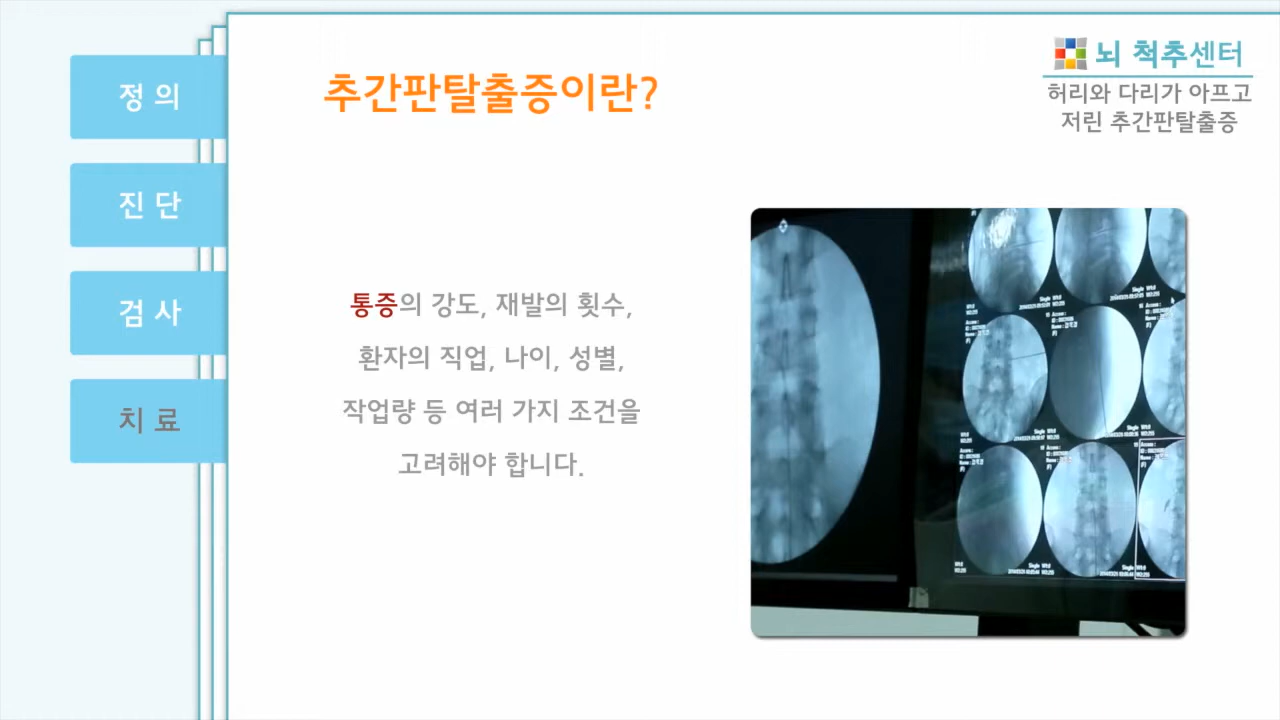 정 의
진 단
검 사
치 료
추간판탈출증이란?
뇌 척추센터
허리와 다리가 아프고
저린 추간판탈출증
통증의 강도, 재발의 횟수,
환자의 직업, 나이, 성별,
작업량 등 여러 가지 조건을
고려해야 합니다.